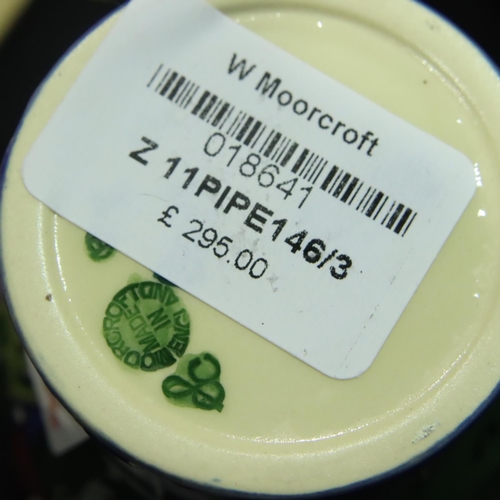 W Moorcroft
018641
Z 11PIPE146/3
£ 295.00
MOORCROFT
MADE
IN
ENGLAND